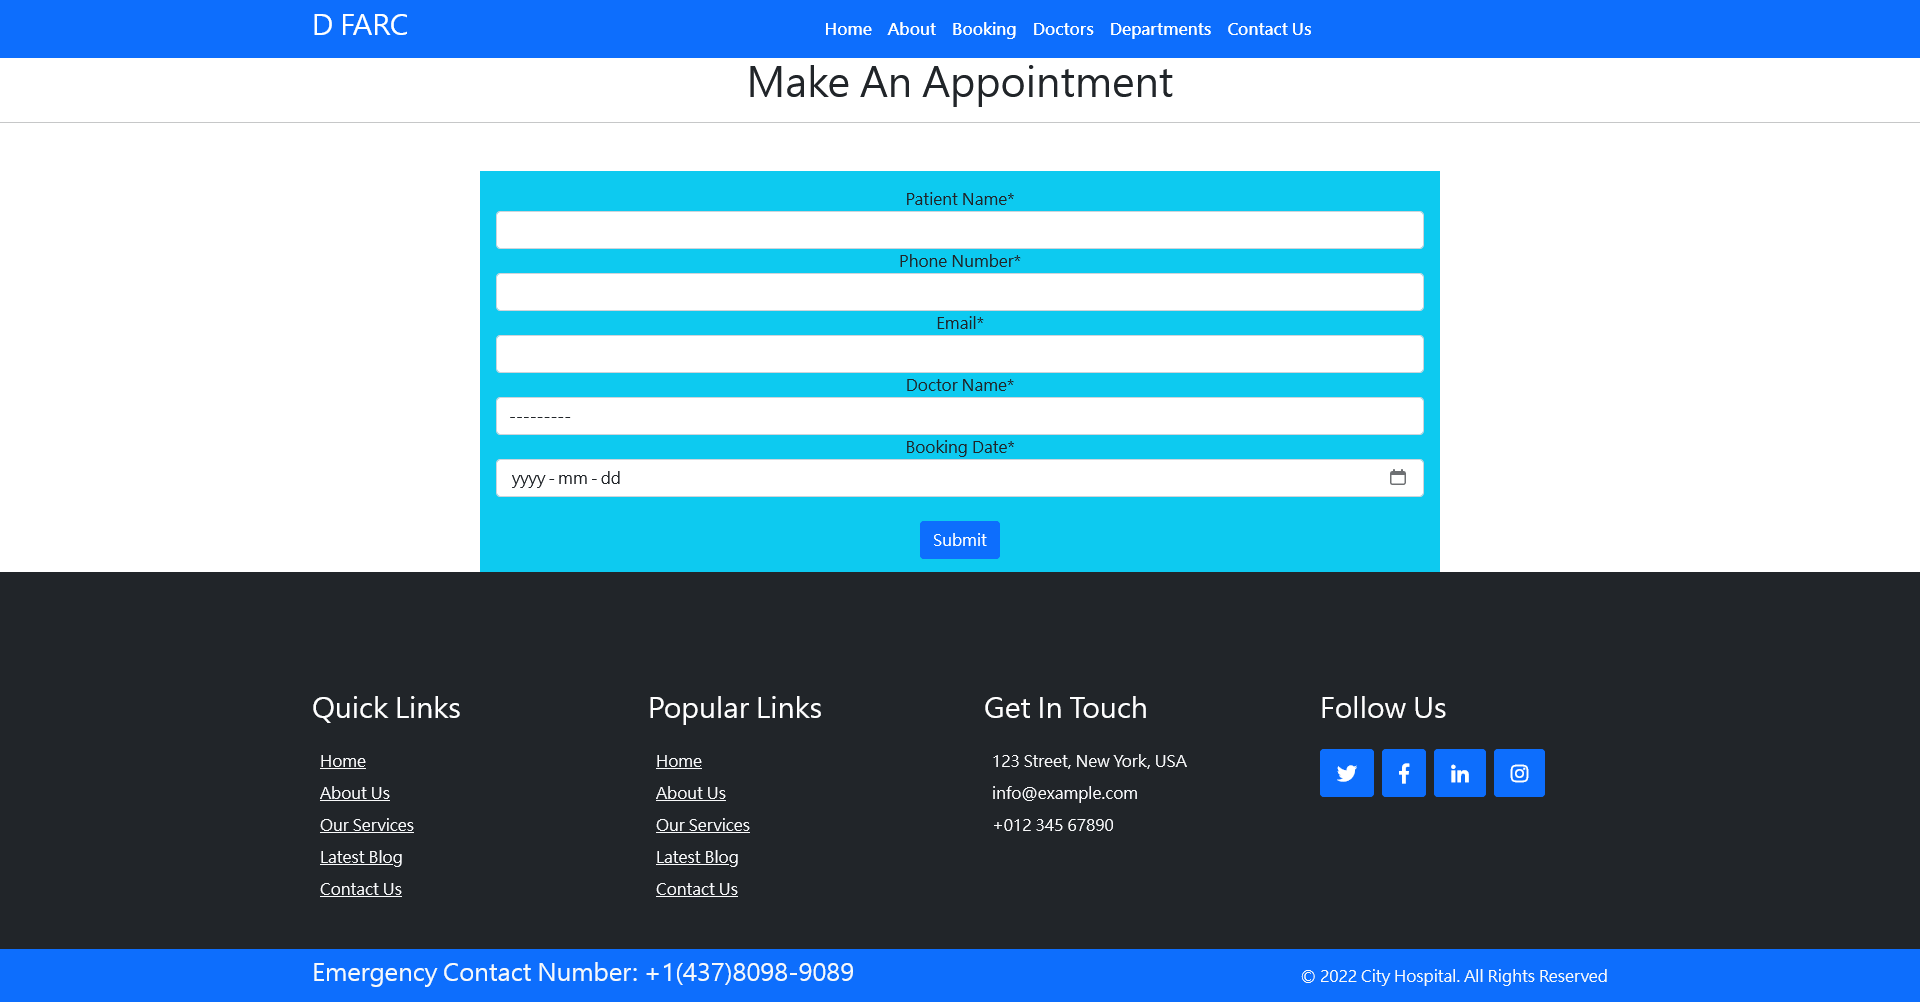 D FARC
Home About Booking Doctors Departments Contact Us
Make An Appointment
Patient Name*
Phone Number*
Email*
Doctor Name*
---------
Booking Date*
yyyy - mm - dd
Submit
Quick Links
Home
About Us
Our Services
Latest Blog
Contact Us
Popular Links
Home
About Us
Our Services
Latest Blog
Contact Us
Get In Touch
123 Street, New York, USA
info@example.com
+012 345 67890
Follow Us
Emergency Contact Number: +1(437)8098-9089
© 2022 City Hospital. All Rights Reserved